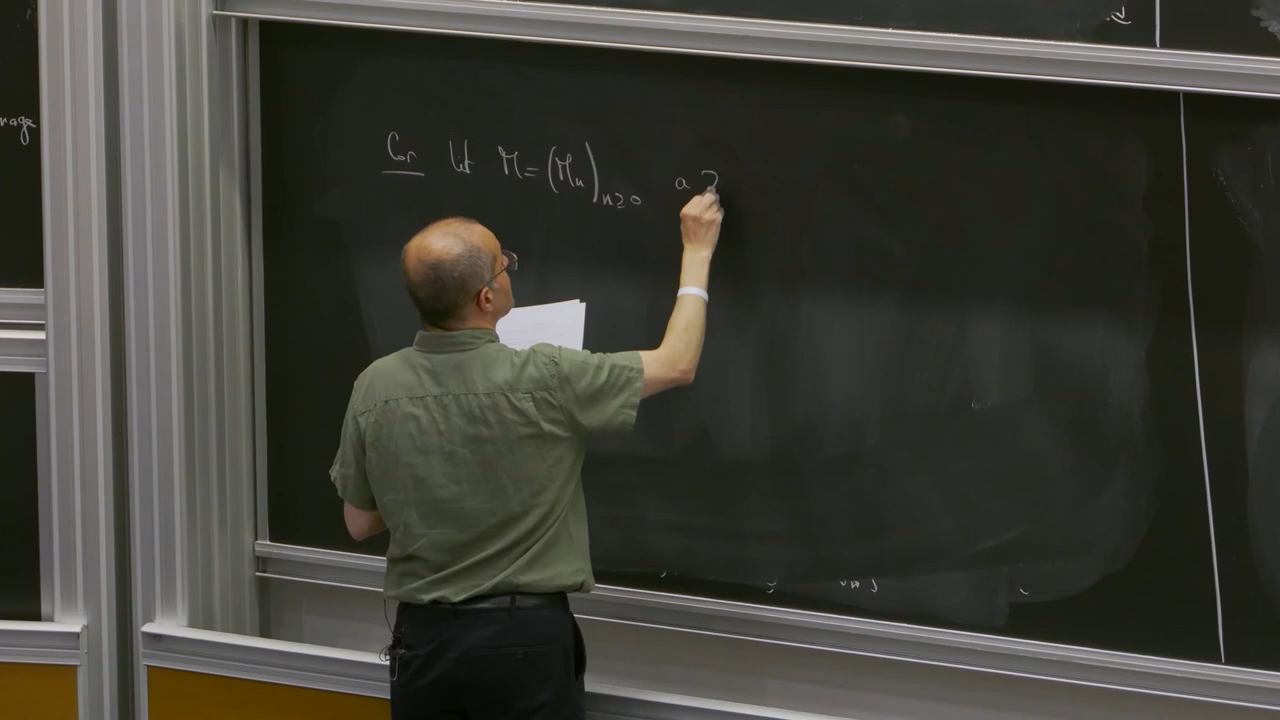 Cor let M = (Mₙ)ₙ≥₀ a